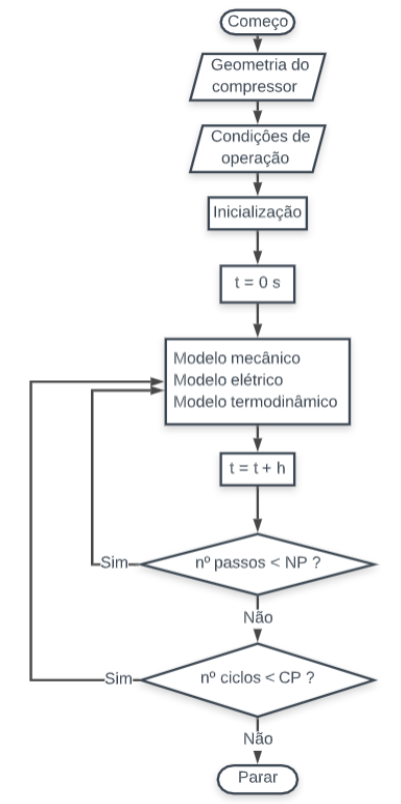 Começo
Geometria do
compressor
Condições de
operação
Inicialização
t = 0 s
Modelo mecânico
Modelo elétrico
Modelo termodinâmico
t = t + h
nº passos < NP ?
Sim
Não
nº ciclos < CP ?
Sim
Não
Parar